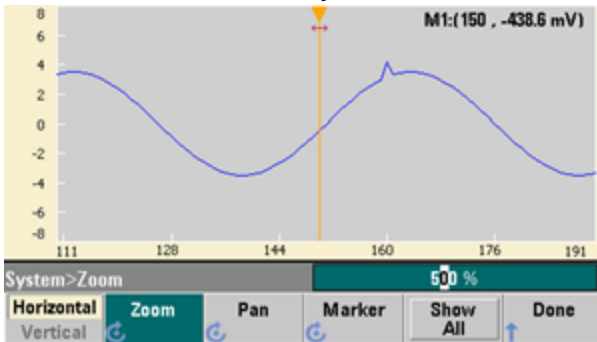 M1:(150 , -438.6 mV)
8
6
4
2
0
-2
-4
-6
-8
111 128 144 160 176 191
System>Zoom 500 %
Horizontal Zoom Pan Marker Show All Done
Vertical